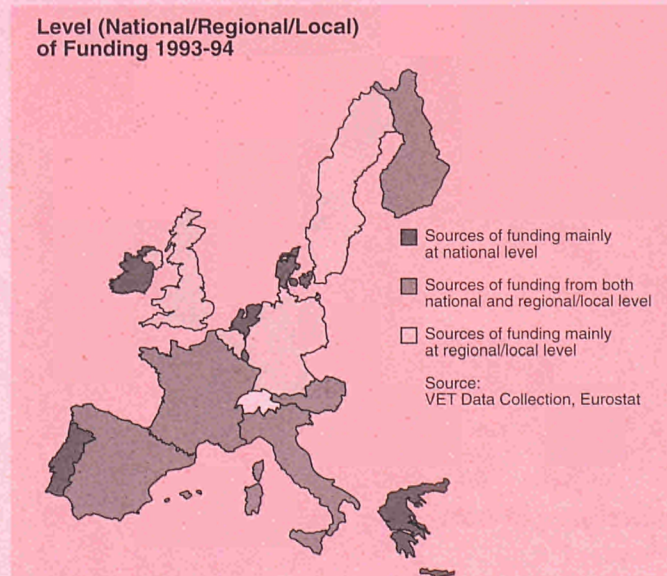 Level (National/Regional/Local)
of Funding 1993-94
Sources of funding mainly
at national level
Sources of funding from both
national and regional/local level
Sources of funding mainly
at regional/local level
Source:
VET Data Collection, Eurostat